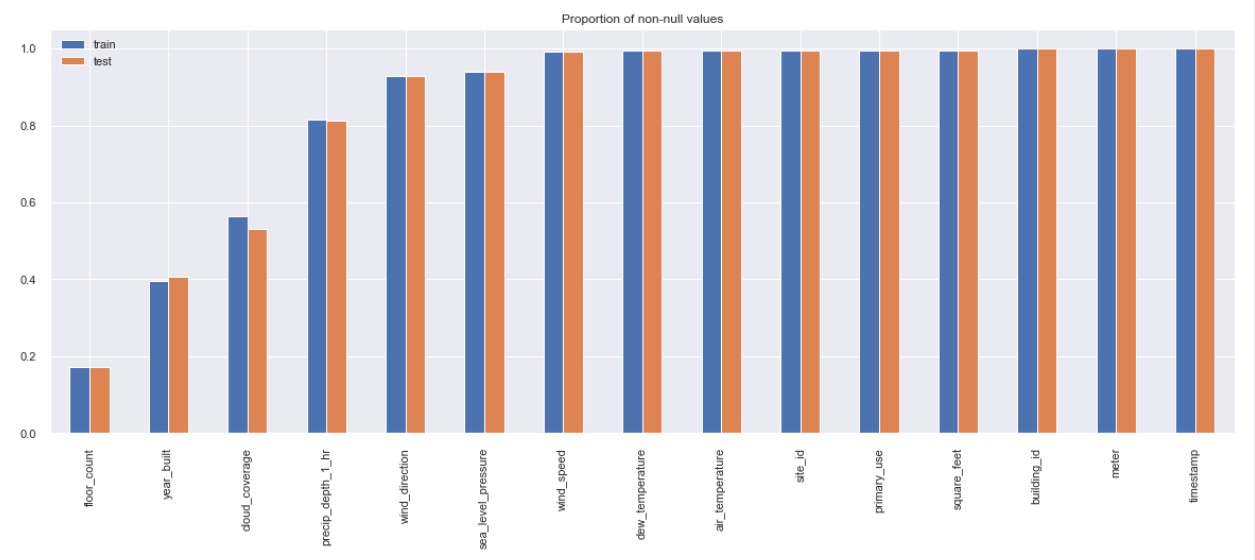 Proportion of non-null values
train
test
1.0
0.8
0.6
0.4
0.2
0.0
floor_count
year_built
cloud_coverage
precip_depth_1_hr
wind_direction
sea_level_pressure
wind_speed
dew_temperature
air_temperature
site_id
primary_use
square_feet
building_id
meter
timestamp